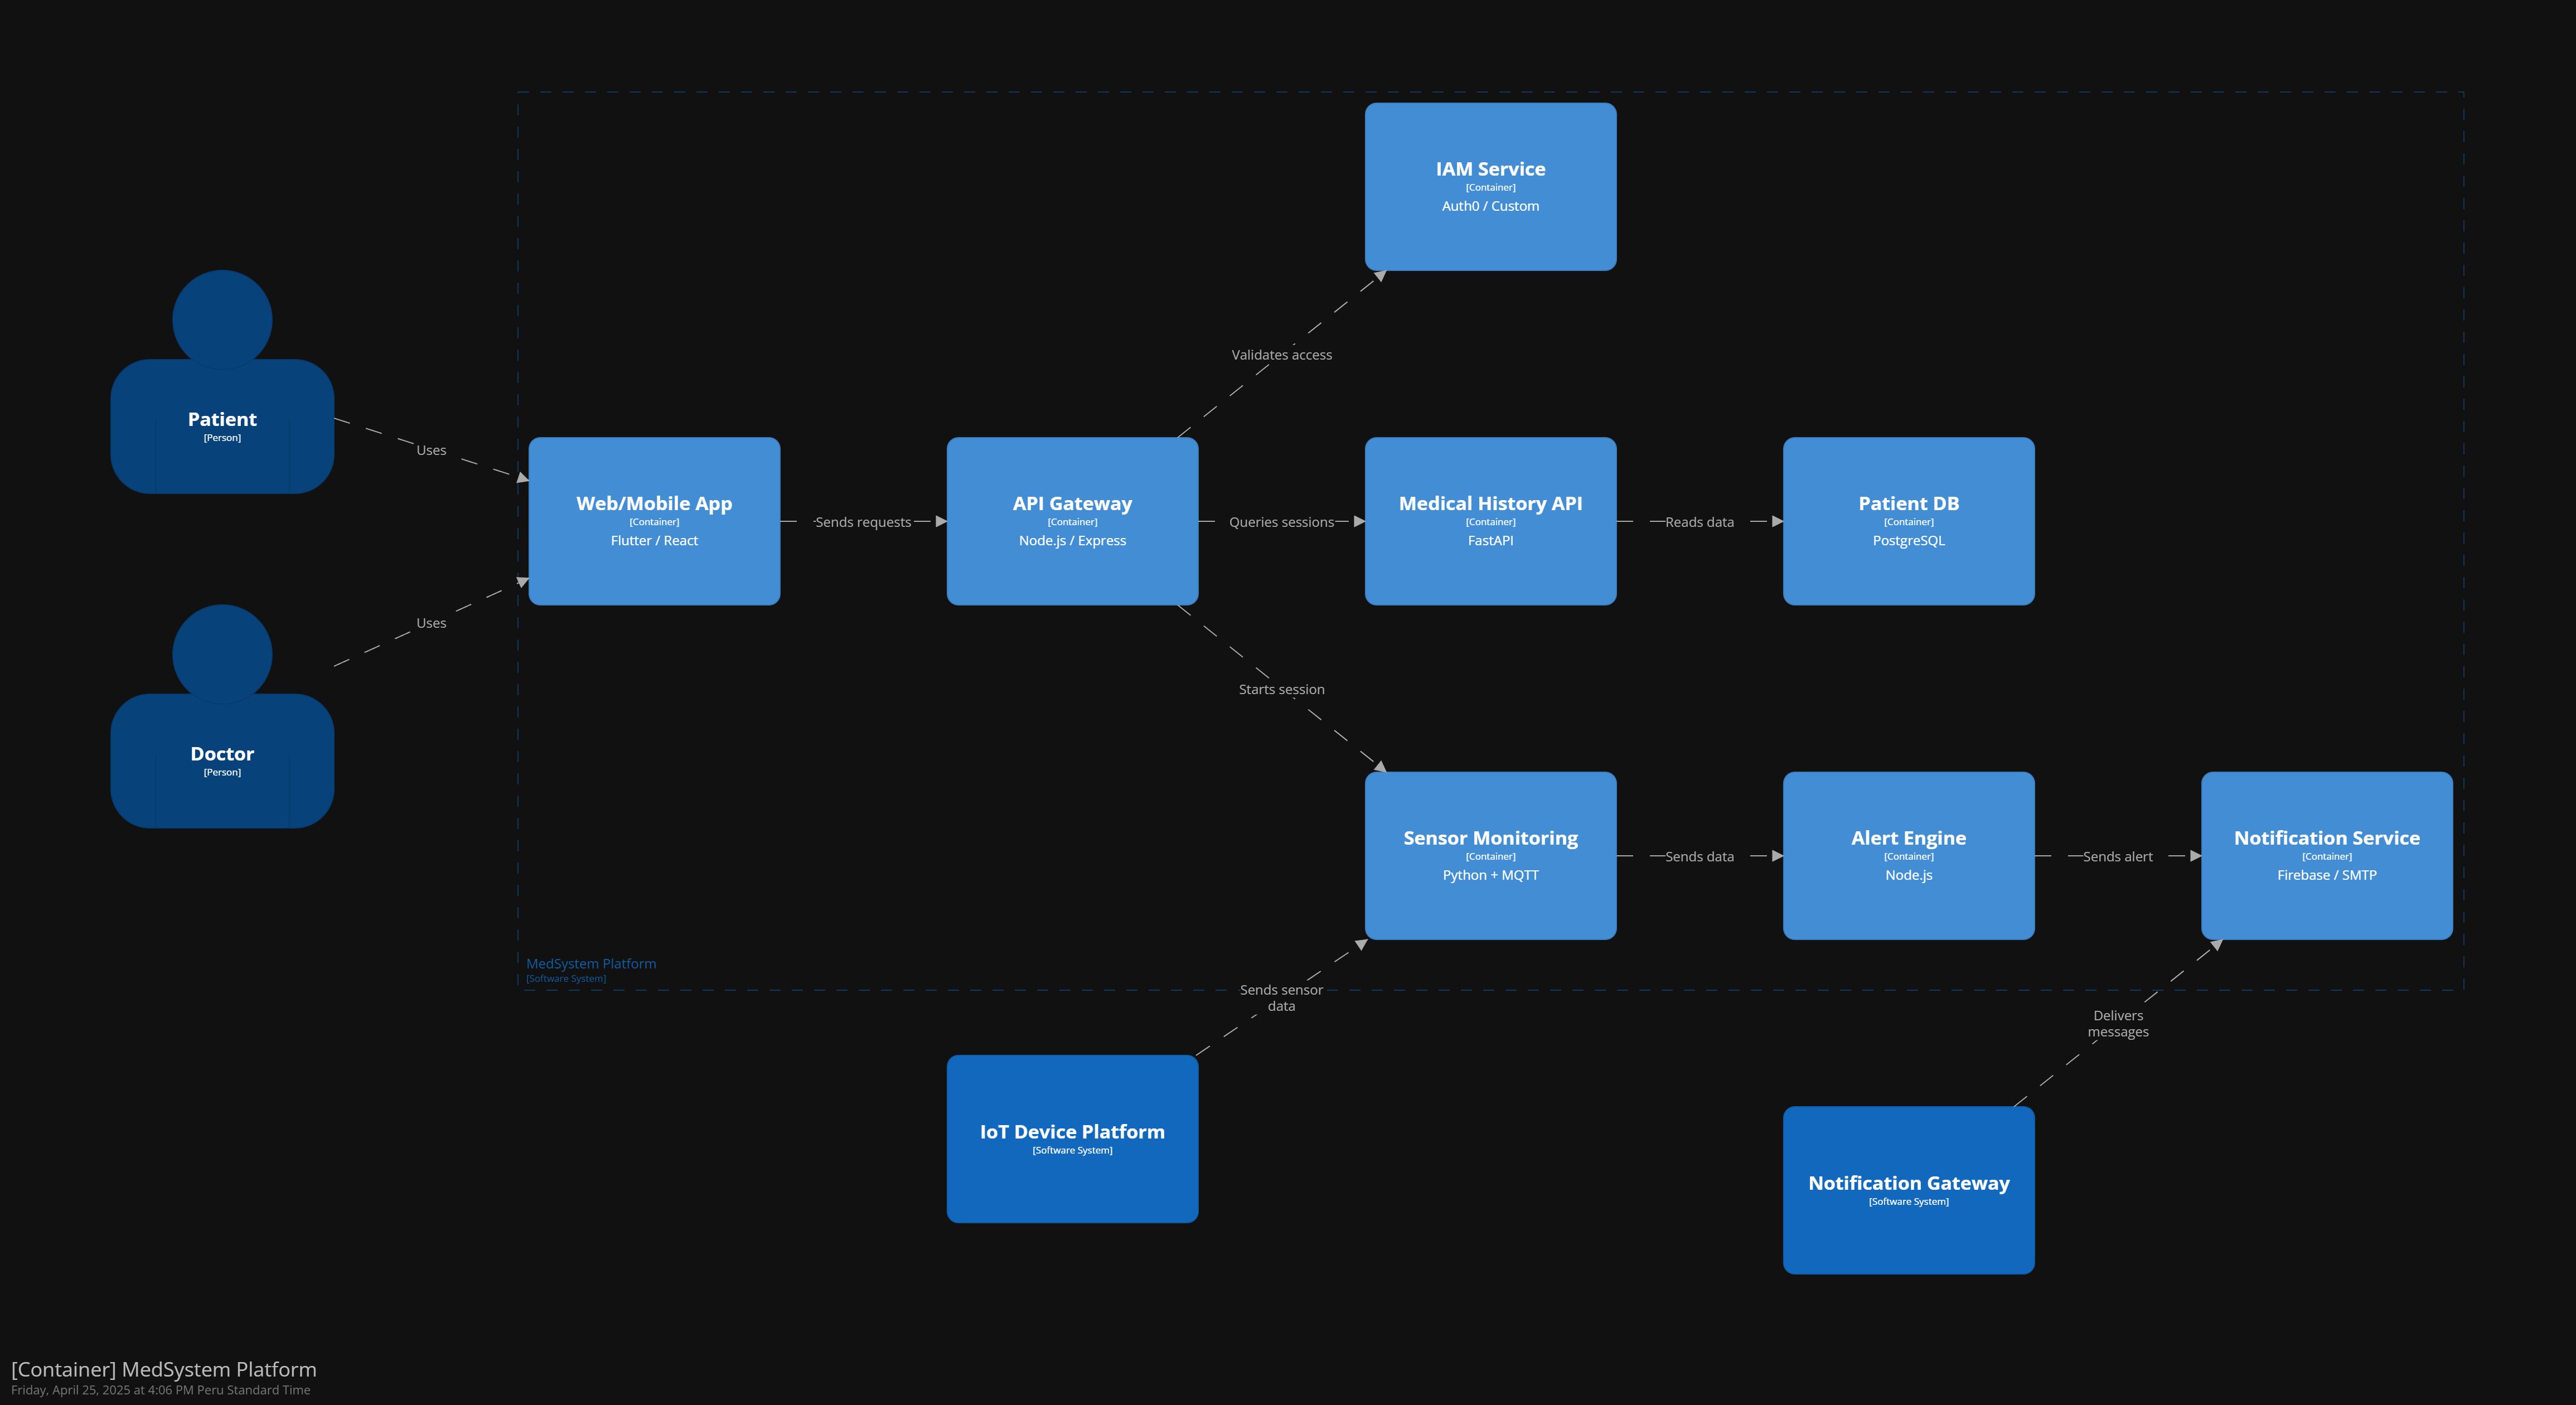 IAM Service
[Container]
Auth0 / Custom
Validates access
Patient
[Person]
Uses
Web/Mobile App
[Container]
Flutter / React
Sends requests
API Gateway
[Container]
Node.js / Express
Queries sessions
Medical History API
[Container]
FastAPI
Reads data
Patient DB
[Container]
PostgreSQL
Uses
Doctor
[Person]
Starts session
Sensor Monitoring
[Container]
Python + MQTT
Sends data
Alert Engine
[Container]
Node.js
Sends alert
Notification Service
[Container]
Firebase / SMTP
MedSystem Platform
[Software System]
Sends sensor
data
Delivers
messages
IoT Device Platform
[Software System]
Notification Gateway
[Software System]
[Container] MedSystem Platform
Friday, April 25, 2025 at 4:06 PM Peru Standard Time